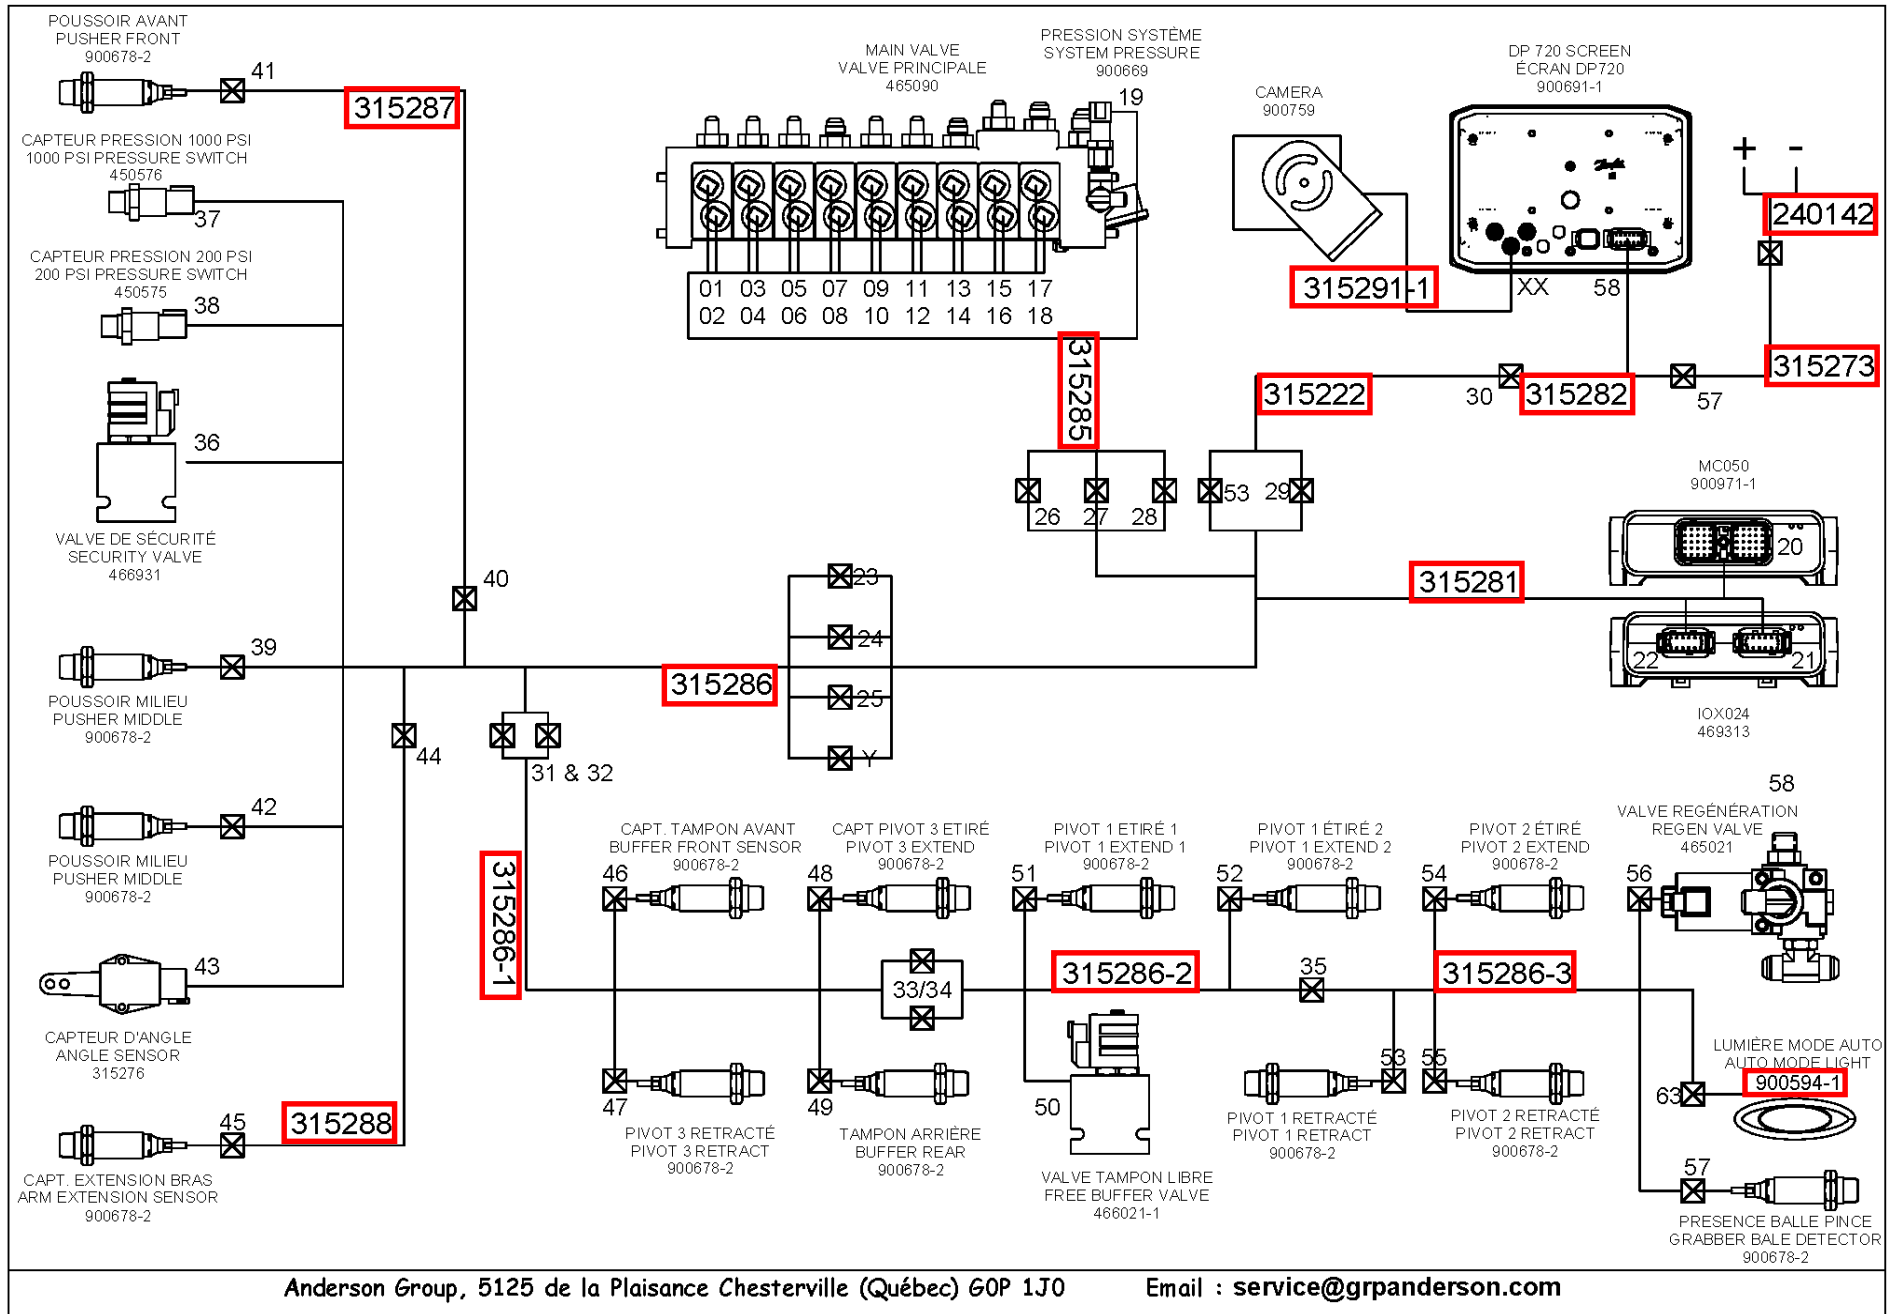 POUSSOIR AVANT
PUSHER FRONT
900678-2
41
315287
CAPTEUR PRESSION 1000 PSI
1000 PSI PRESSURE SWITCH
450576
37
CAPTEUR PRESSION 200 PSI
200 PSI PRESSURE SWITCH
450575
38
36
VALVE DE SÉCURITÉ
SECURITY VALVE
466931
40
39
POUSSOIR MILIEU
PUSHER MIDDLE
900678-2
44
42
POUSSOIR MILIEU
PUSHER MIDDLE
900678-2
43
CAPTEUR D'ANGLE
ANGLE SENSOR
315276
45
315288
CAPT. EXTENSION BRAS
ARM EXTENSION SENSOR
900678-2
MAIN VALVE
VALVE PRINCIPALE
465090
PRESSION SYSTÈME
SYSTEM PRESSURE
900669
19
01 03 05 07 09 11 13 15 17
02 04 06 08 10 12 14 16 18
315285
26 27 28
CAMERA
900759
315291-1
DP 720 SCREEN
ÉCRAN DP720
900691-1
Danfoss
XX
58
+ -
240142
315273
315222
30
315282
57
53 29
MC050
900971-1
20
315281
22
21
IOX024
469313
23
24
315286
25
Y
31 & 32
315286-1
CAPT. TAMPON AVANT
BUFFER FRONT SENSOR
900678-2
46
CAPT PIVOT 3 ETIRÉ
PIVOT 3 EXTEND
900678-2
48
PIVOT 1 ETIRÉ 1
PIVOT 1 EXTEND 1
900678-2
51
PIVOT 1 ÉTIRÉ 2
PIVOT 1 EXTEND 2
900678-2
52
PIVOT 2 ÉTIRÉ
PIVOT 2 EXTEND
900678-2
54
58
VALVE REGÉNÉRATION
REGEN VALVE
465021
56
33/34
315286-2
35
315286-3
47
PIVOT 3 RETRACTÉ
PIVOT 3 RETRACT
900678-2
49
TAMPON ARRIÈRE
BUFFER REAR
900678-2
50
VALVE TAMPON LIBRE
FREE BUFFER VALVE
466021-1
53
PIVOT 1 RETRACTÉ
PIVOT 1 RETRACT
900678-2
55
PIVOT 2 RETRACTÉ
PIVOT 2 RETRACT
900678-2
LUMIÈRE MODE AUTO
AUTO MODE LIGHT
900594-1
63
57
PRESENCE BALLE PINCE
GRABBER BALE DETECTOR
900678-2
Anderson Group, 5125 de la Plaisance Chesterville (Québec) G0P 1J0 Email : service@grpanderson.com